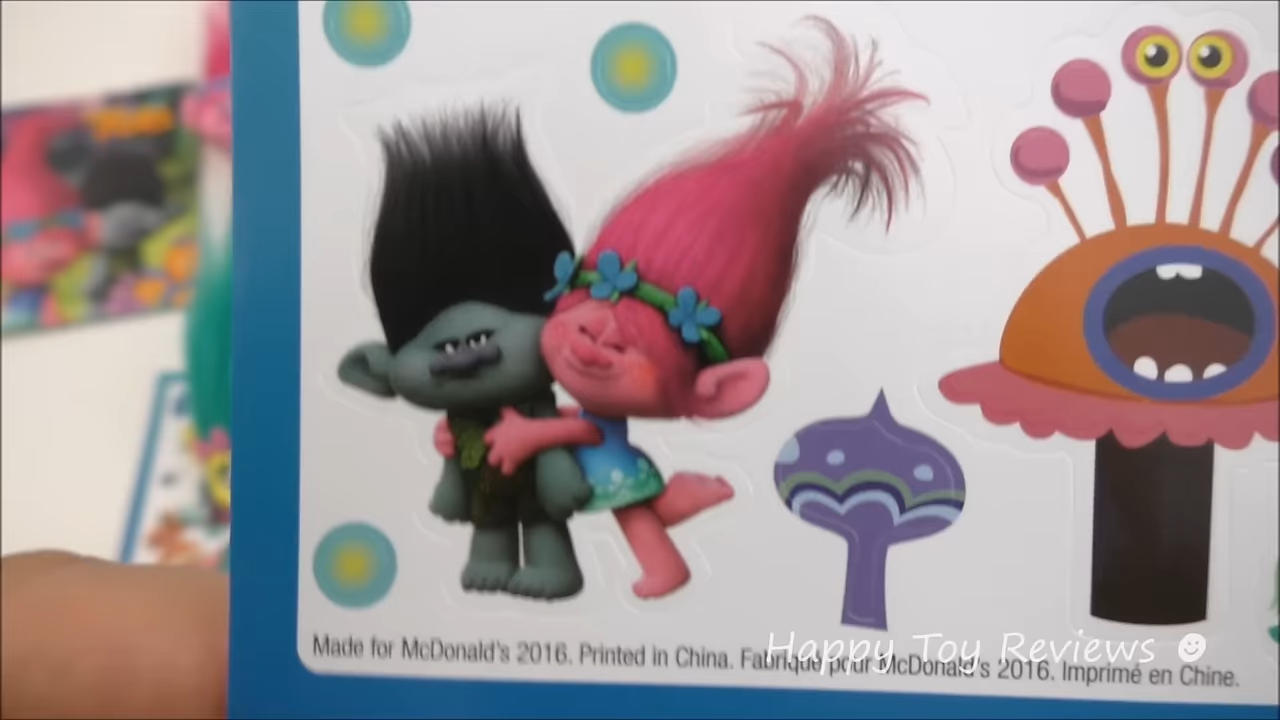 Made for McDonald's 2016. Printed in China. Fabriqué pour McDonald's 2016. Imprimé en Chine.
Happy Toy Reviews